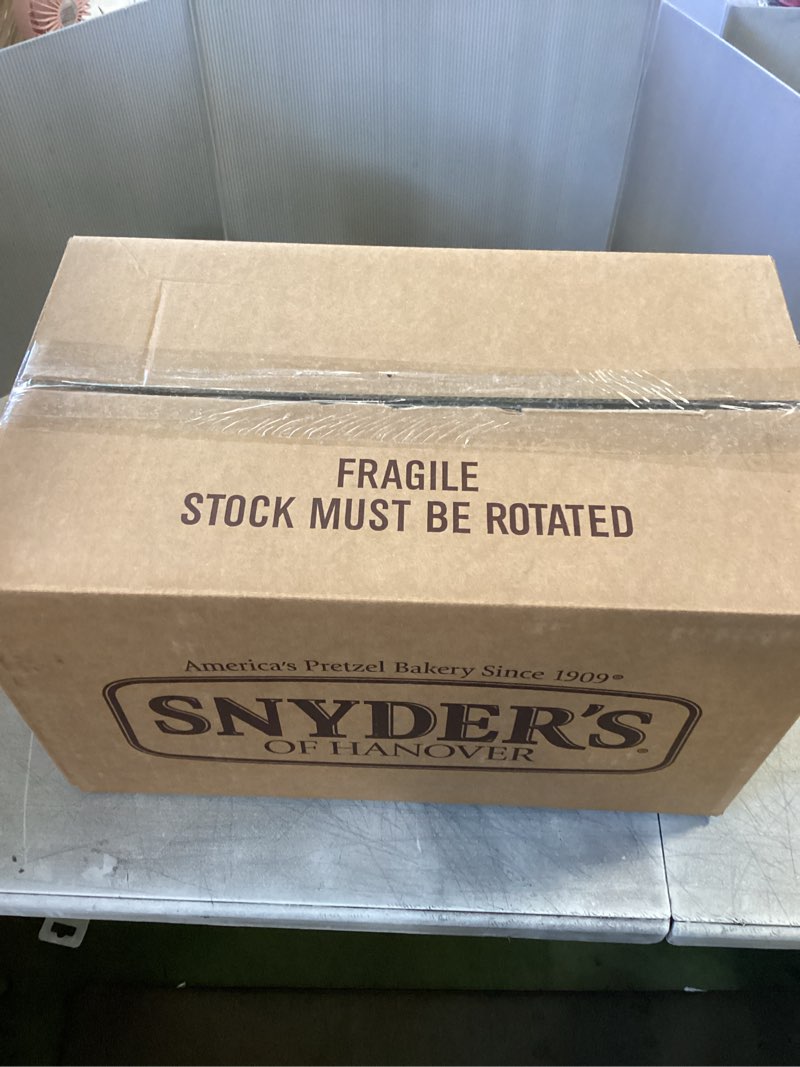 FRAGILE
STOCK MUST BE ROTATED
America's Pretzel Bakery Since 1909®
SNYDER'S®
OF HANOVER